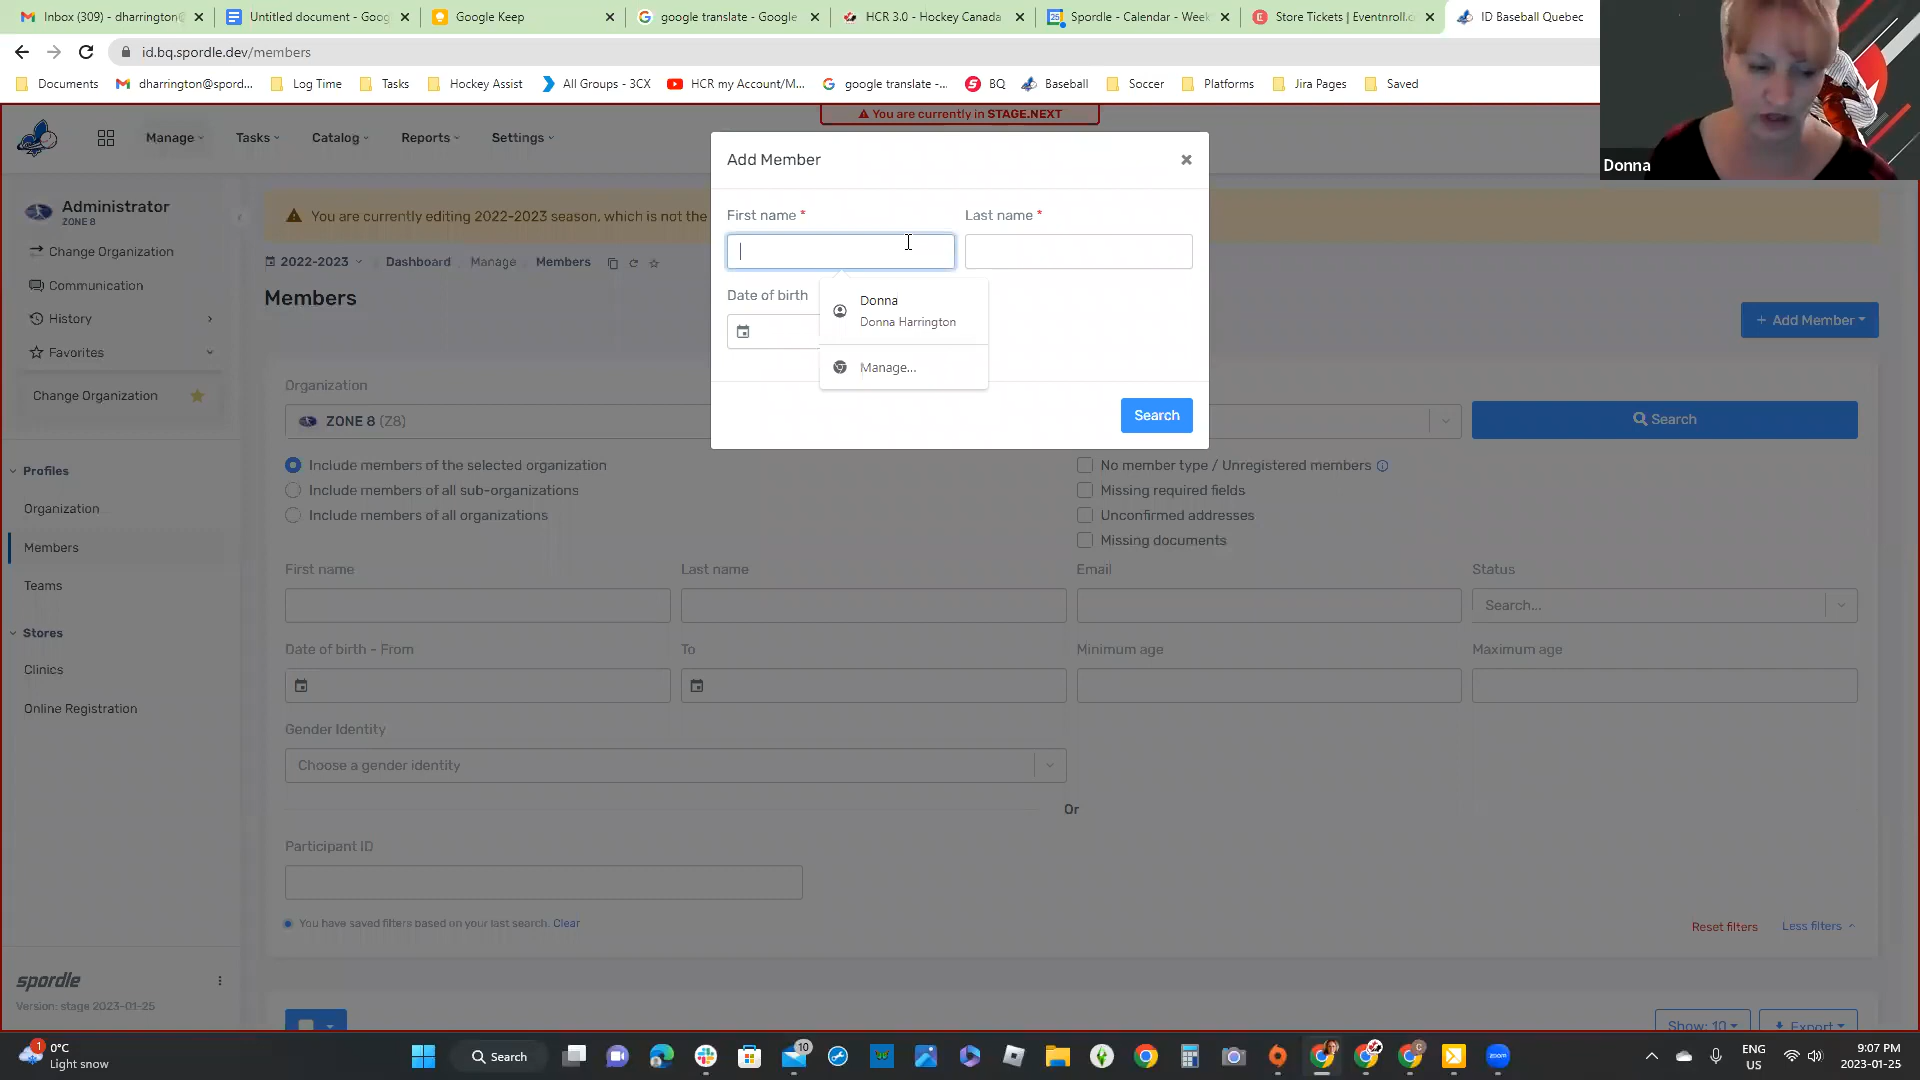 Inbox (309) - dharrington@
Untitled document - Goog
Google Keep
google translate - Google
HCR 3.0 - Hockey Canada
Spordle - Calendar - Week
Store Tickets | Eventnroll.c
ID Baseball Quebec
id.bq.spordle.dev/members
Documents
dharrington@spord...
Log Time
Tasks
Hockey Assist
All Groups - 3CX
HCR my Account/M...
google translate -...
BQ
Baseball
Soccer
Platforms
Jira Pages
Saved
Donna
You are currently in STAGE.NEXT
Manage
Tasks
Catalog
Reports
Settings
Administrator
ZONE 8
Change Organization
Communication
History
Favorites
Change Organization
Profiles
Organization
Members
Teams
Stores
Clinics
Online Registration
spordle
Version: stage 2023-01-25
You are currently editing 2022-2023 season, which is not the
2022-2023
Dashboard
Manage
Members
Members
+ Add Member
Add Member
First name *
Last name *
Date of birth
Donna
Donna Harrington
Manage...
Search
Organization
ZONE 8 (Z8)
Search
Include members of the selected organization
Include members of all sub-organizations
Include members of all organizations
No member type / Unregistered members
Missing required fields
Unconfirmed addresses
Missing documents
First name
Last name
Email
Status
Search...
Date of birth - From
To
Minimum age
Maximum age
Gender Identity
Choose a gender identity
Or
Participant ID
You have saved filters based on your last search. Clear
Reset filters
Less filters
Show: 10
Export
1
0°C
Light snow
Search
10
zoom
ENG
US
9:07 PM
2023-01-25